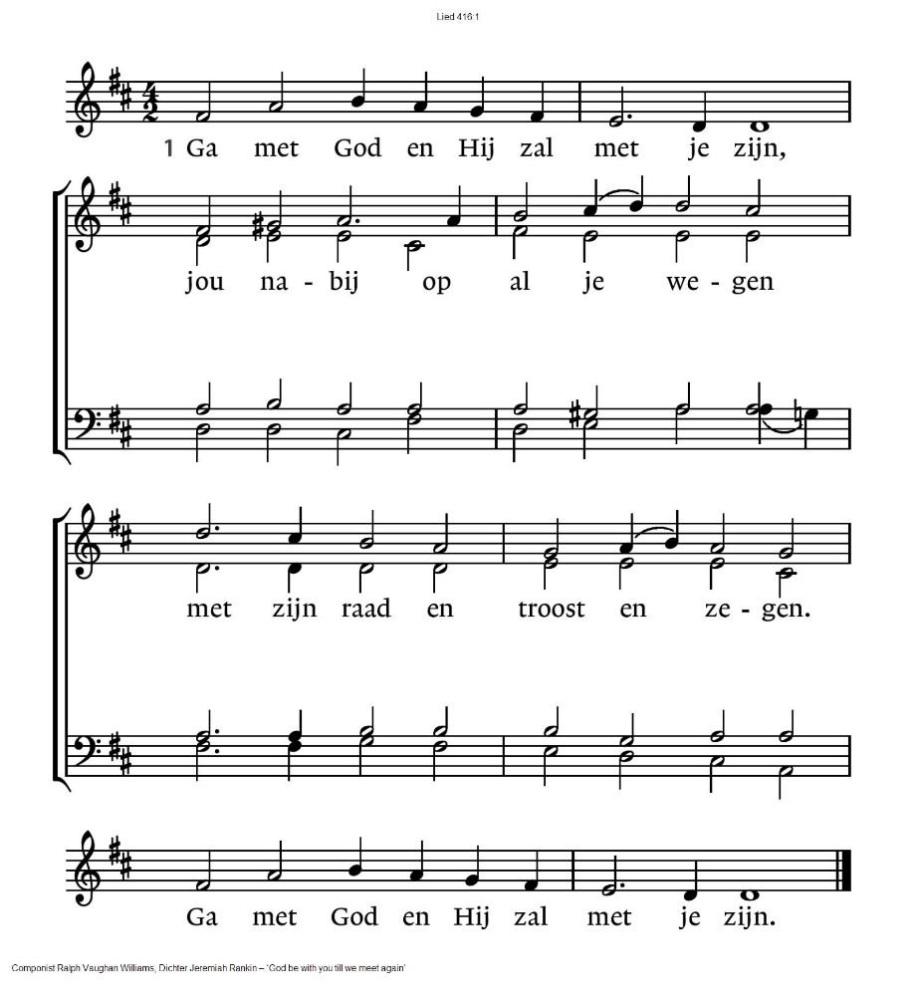 Lied 416:1
1 Ga met God en Hij zal met je zijn,
jou na - bij op al je we - gen
met zijn raad en troost en ze - gen.
Ga met God en Hij zal met je zijn.
Componist Ralph Vaughan Williams, Dichter Jeremiah Rankin – 'God be with you till we meet again'